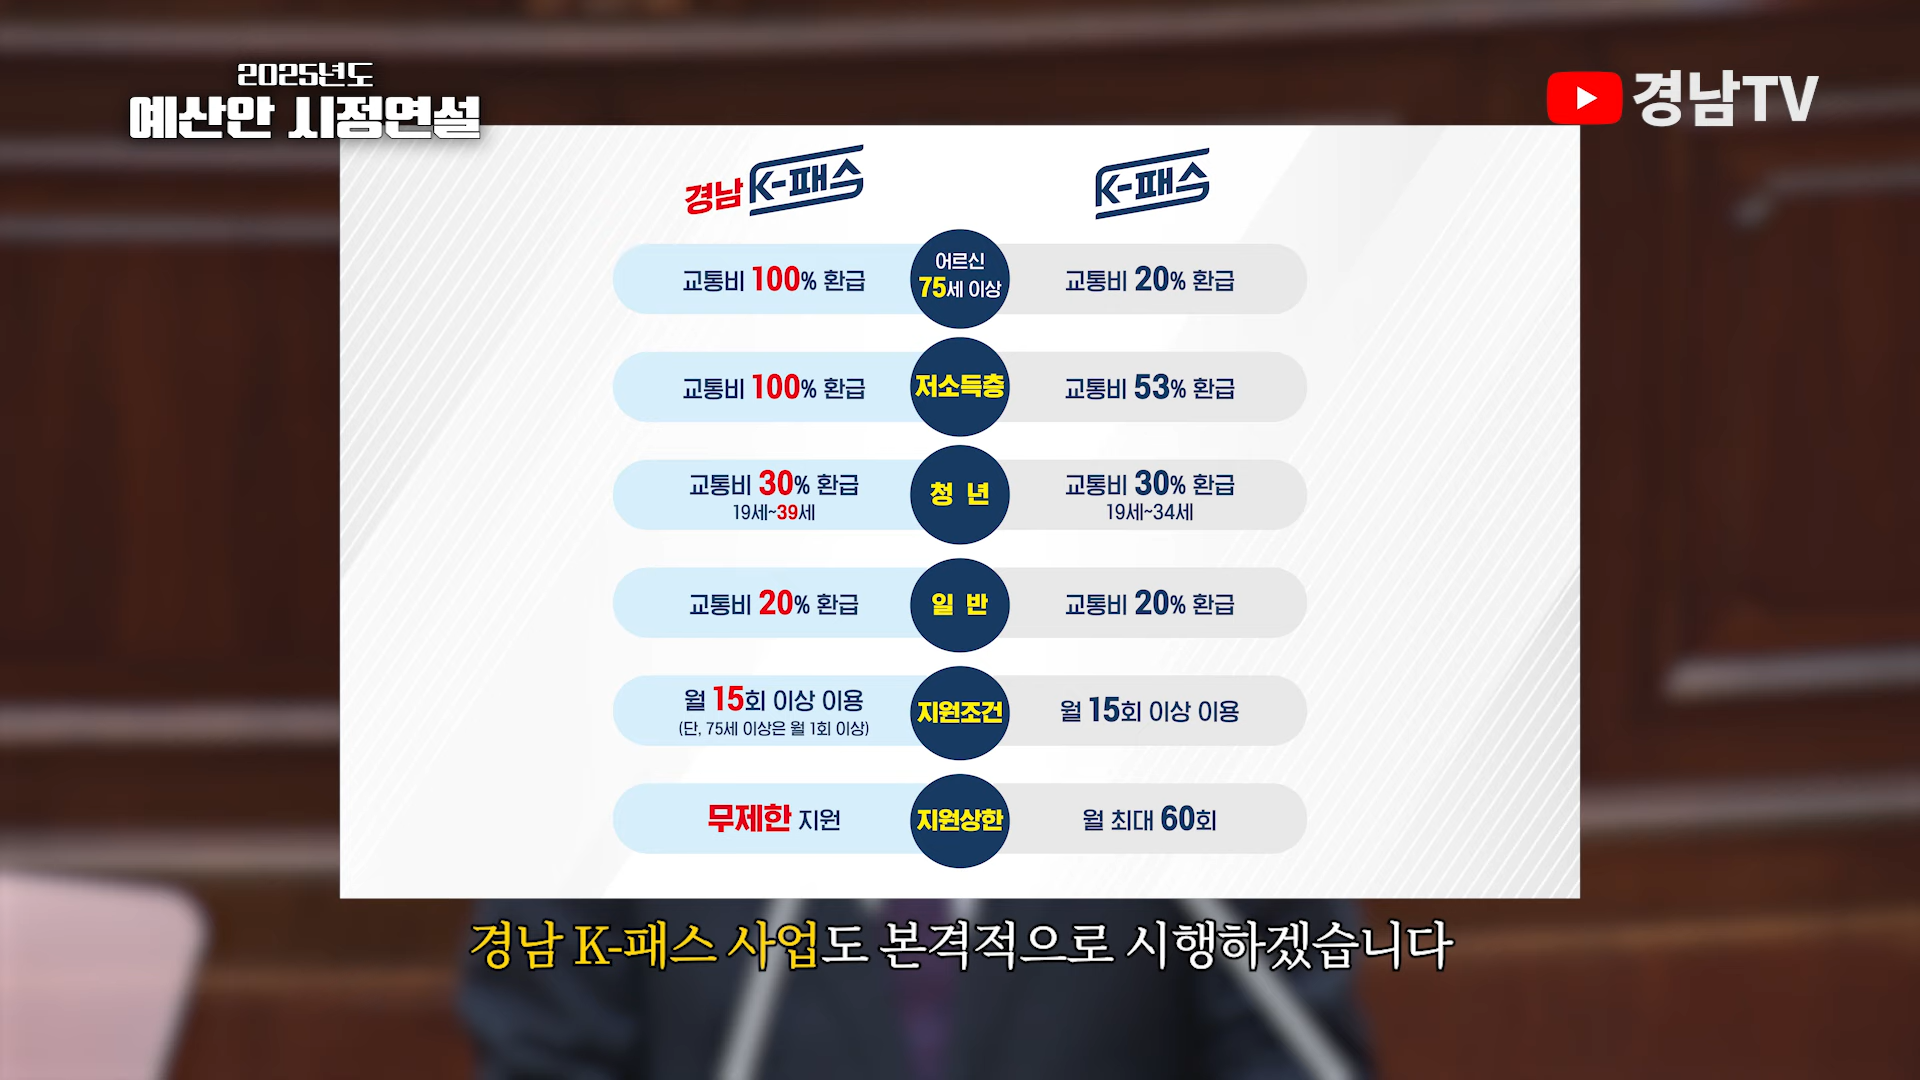 2025년도
예산안 시정연설
경남TV
경남 K-패스
K-패스
교통비 100% 환급
어르신
75세 이상
교통비 20% 환급
교통비 100% 환급
저소득층
교통비 53% 환급
교통비 30% 환급
19세~39세
청 년
교통비 30% 환급
19세~34세
교통비 20% 환급
일 반
교통비 20% 환급
월 15회 이상 이용
(단, 75세 이상은 월 1회 이상)
지원조건
월 15회 이상 이용
무제한 지원
지원상한
월 최대 60회
경남 K-패스 사업도 본격적으로 시행하겠습니다